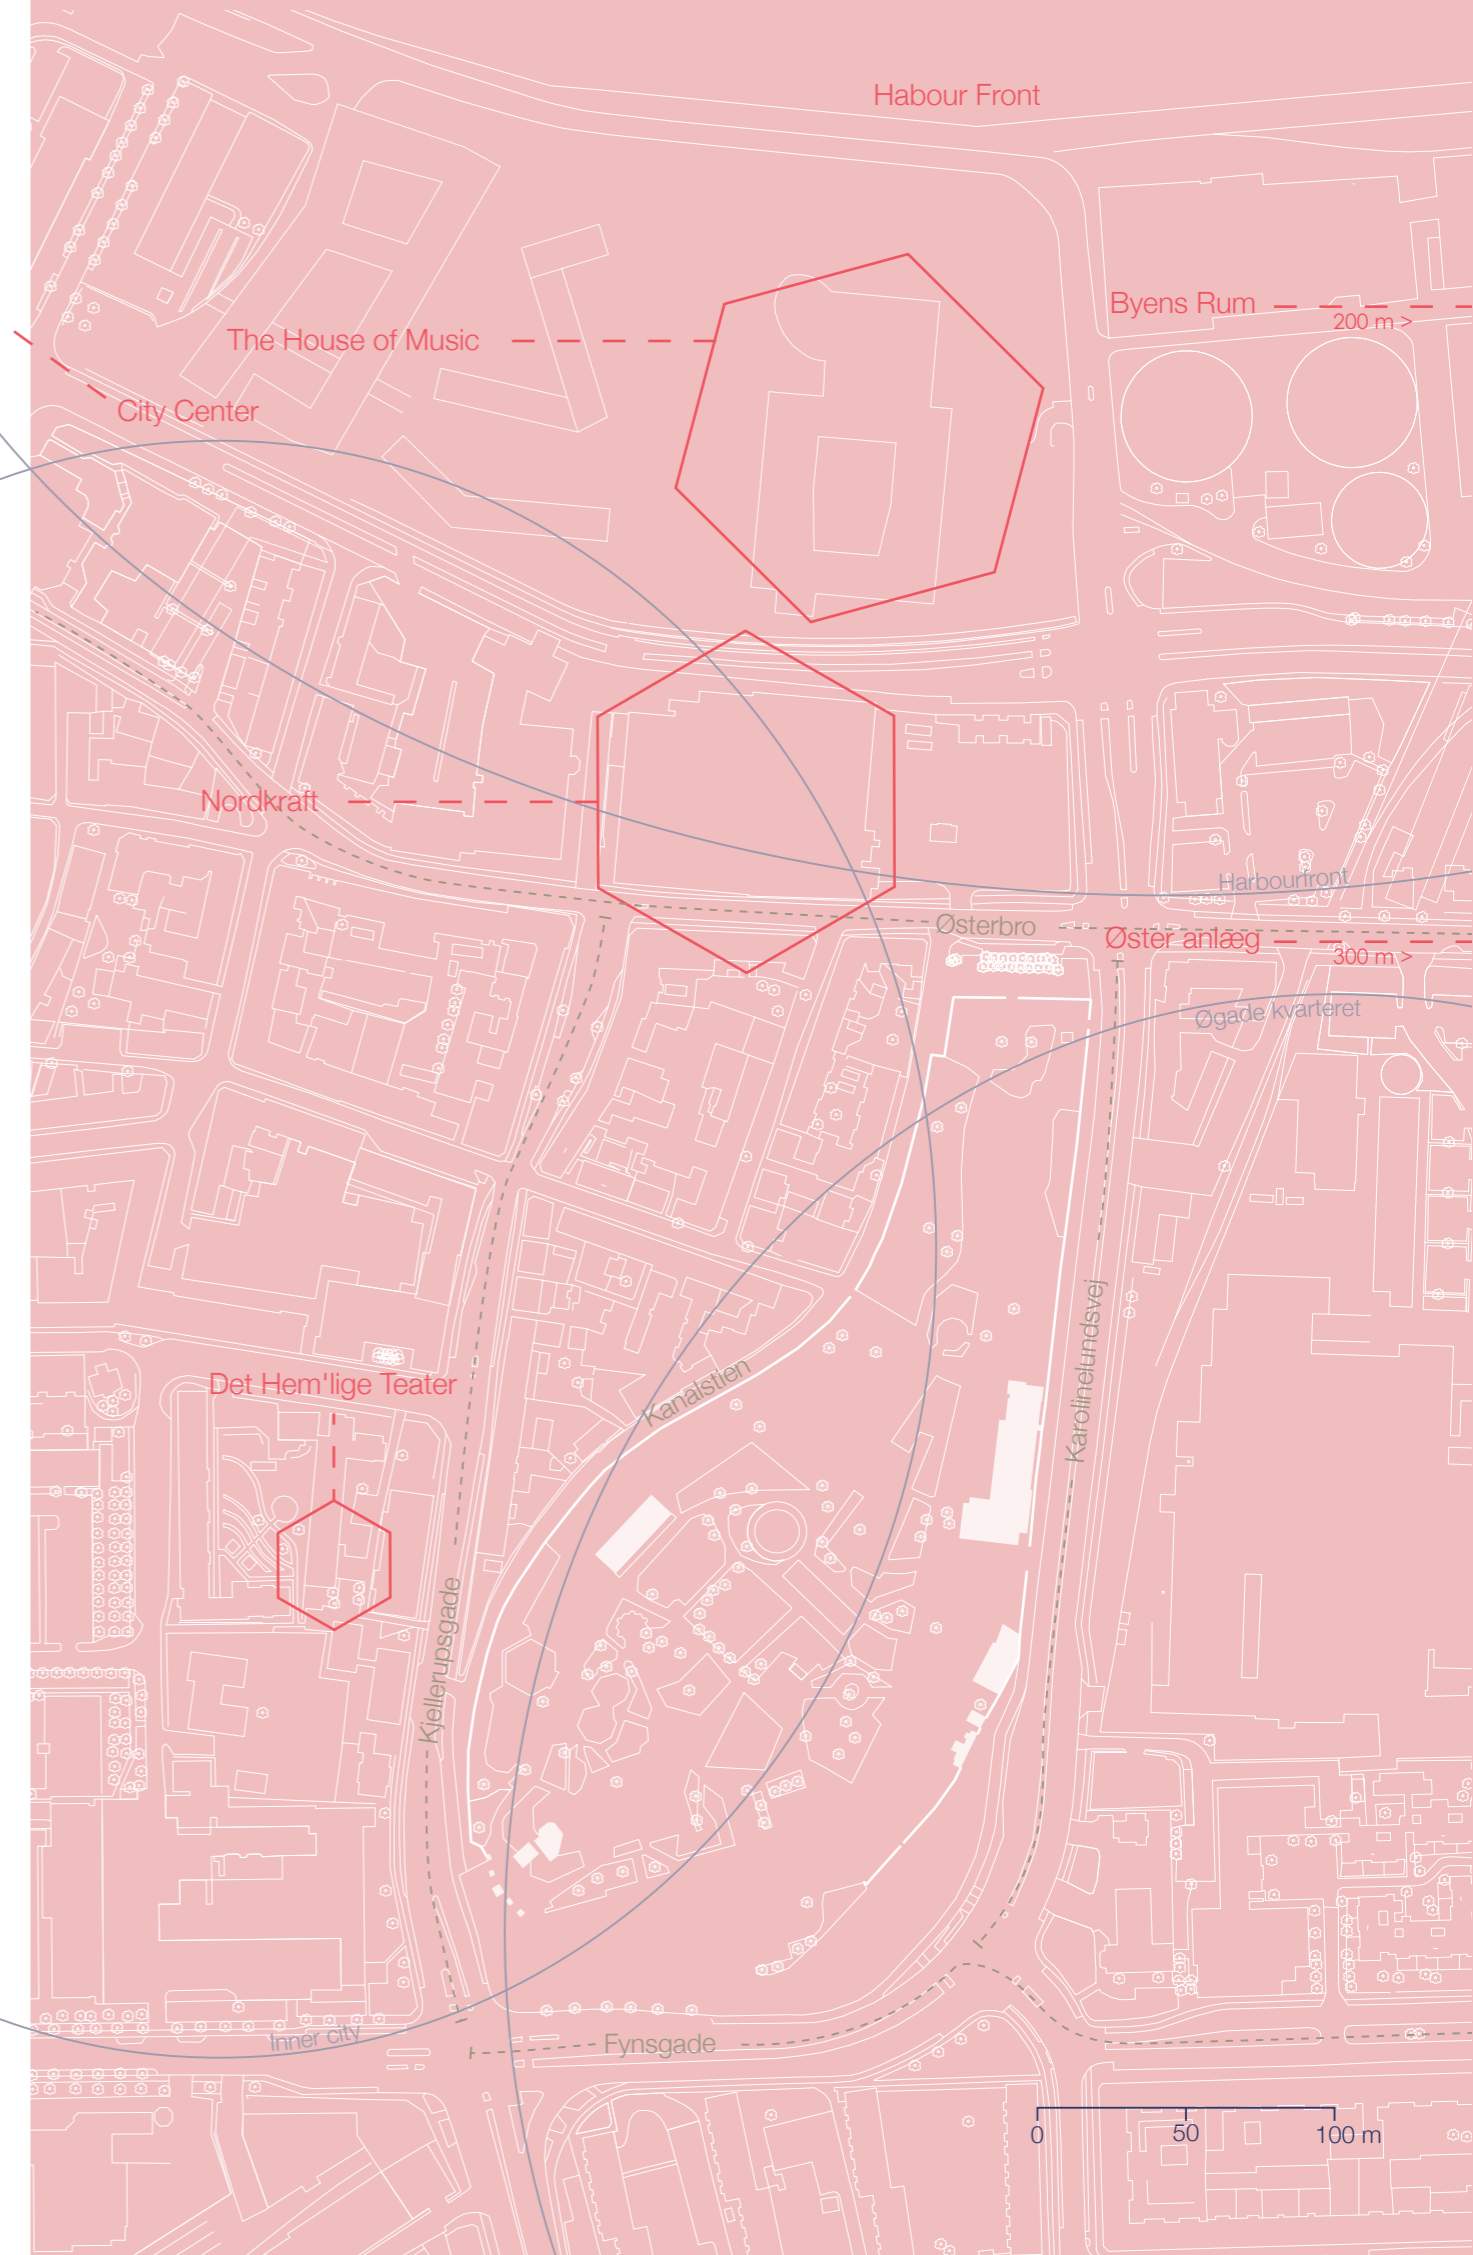 Habour Front
Byens Rum
200 m >
The House of Music
City Center
Nordkraft
Harbourfront
Østerbro
Øster anlæg
300 m >
Øgade kvarteret
Karolinelundsvej
Kanalstien
Det Hem'lige Teater
Kjellerupsgade
Inner city
Fynsgade
0
50
100 m